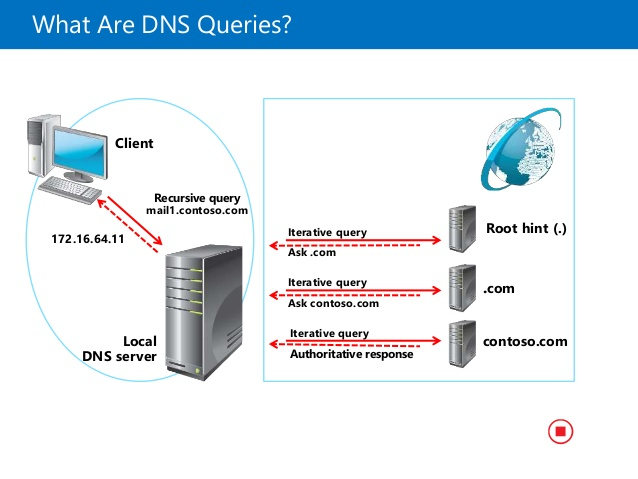 What Are DNS Queries?
Client
Recursive query
mail1.contoso.com
172.16.64.11
Local
DNS server
Iterative query
Ask .com
Root hint (.)
Iterative query
Ask contoso.com
.com
Iterative query
Authoritative response
contoso.com